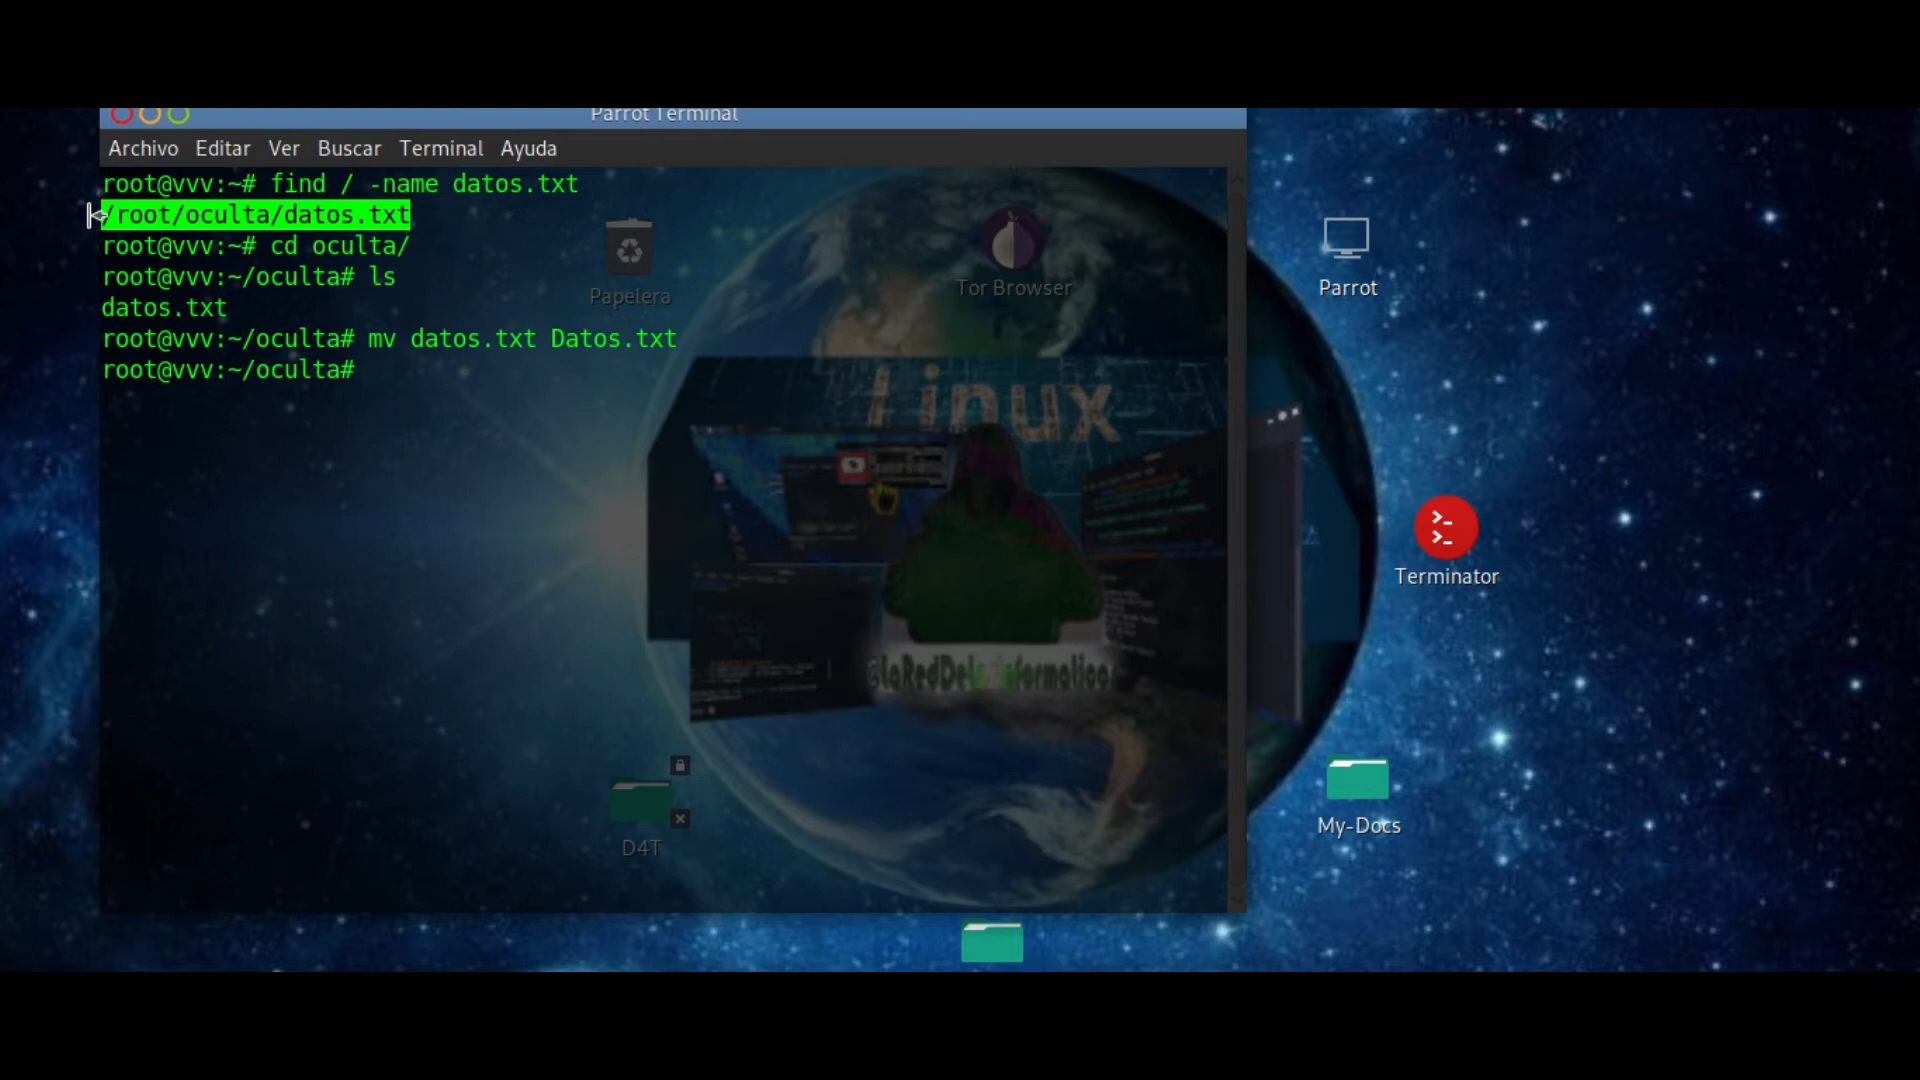 Parrot Terminal
Archivo Editar Ver Buscar Terminal Ayuda
root@vvv:~# find / -name datos.txt
/root/oculta/datos.txt
root@vvv:~# cd oculta/
root@vvv:~/oculta# ls
datos.txt
root@vvv:~/oculta# mv datos.txt Datos.txt
root@vvv:~/oculta#
Papelera
Tor Browser
Parrot
Linux
Terminator
D4T
My-Docs